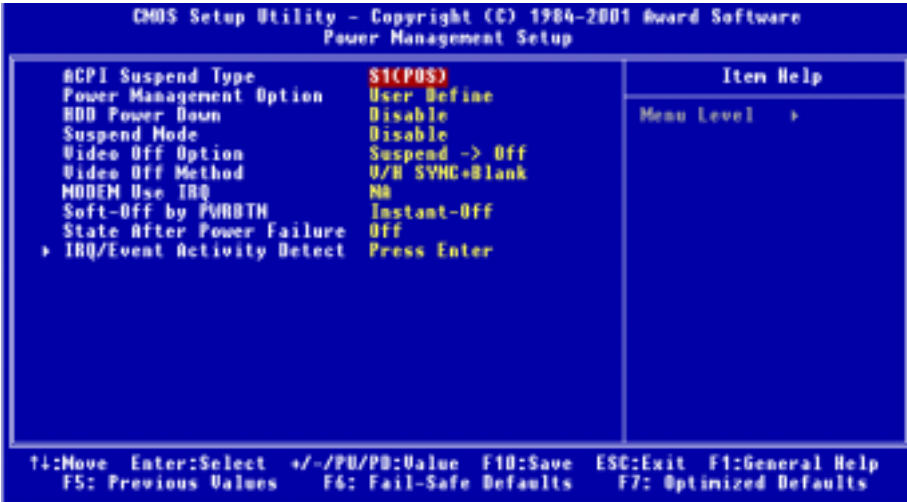 CMOS Setup Utility - Copyright (C) 1984-2001 Award Software
Power Management Setup
ACPI Suspend Type S1(POS)
Power Management Option User Define
HDD Power Down Disable
Suspend Mode Disable
Video Off Option Suspend -> Off
Video Off Method V/H SYNC+Blank
MODEM Use IRQ NA
Soft-Off by PWRBTN Instant-Off
State After Power Failure Off
▸ IRQ/Event Activity Detect Press Enter
Item Help
Menu Level ▸
↑↓:Move Enter:Select +/-/PU/PD:Value F10:Save ESC:Exit F1:General Help
F5: Previous Values F6: Fail-Safe Defaults F7: Optimized Defaults